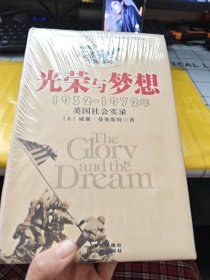 光荣与梦想
1932-1972年
美国社会实录
[美] 威廉·曼彻斯特 著
The
Glory
and the
Dream